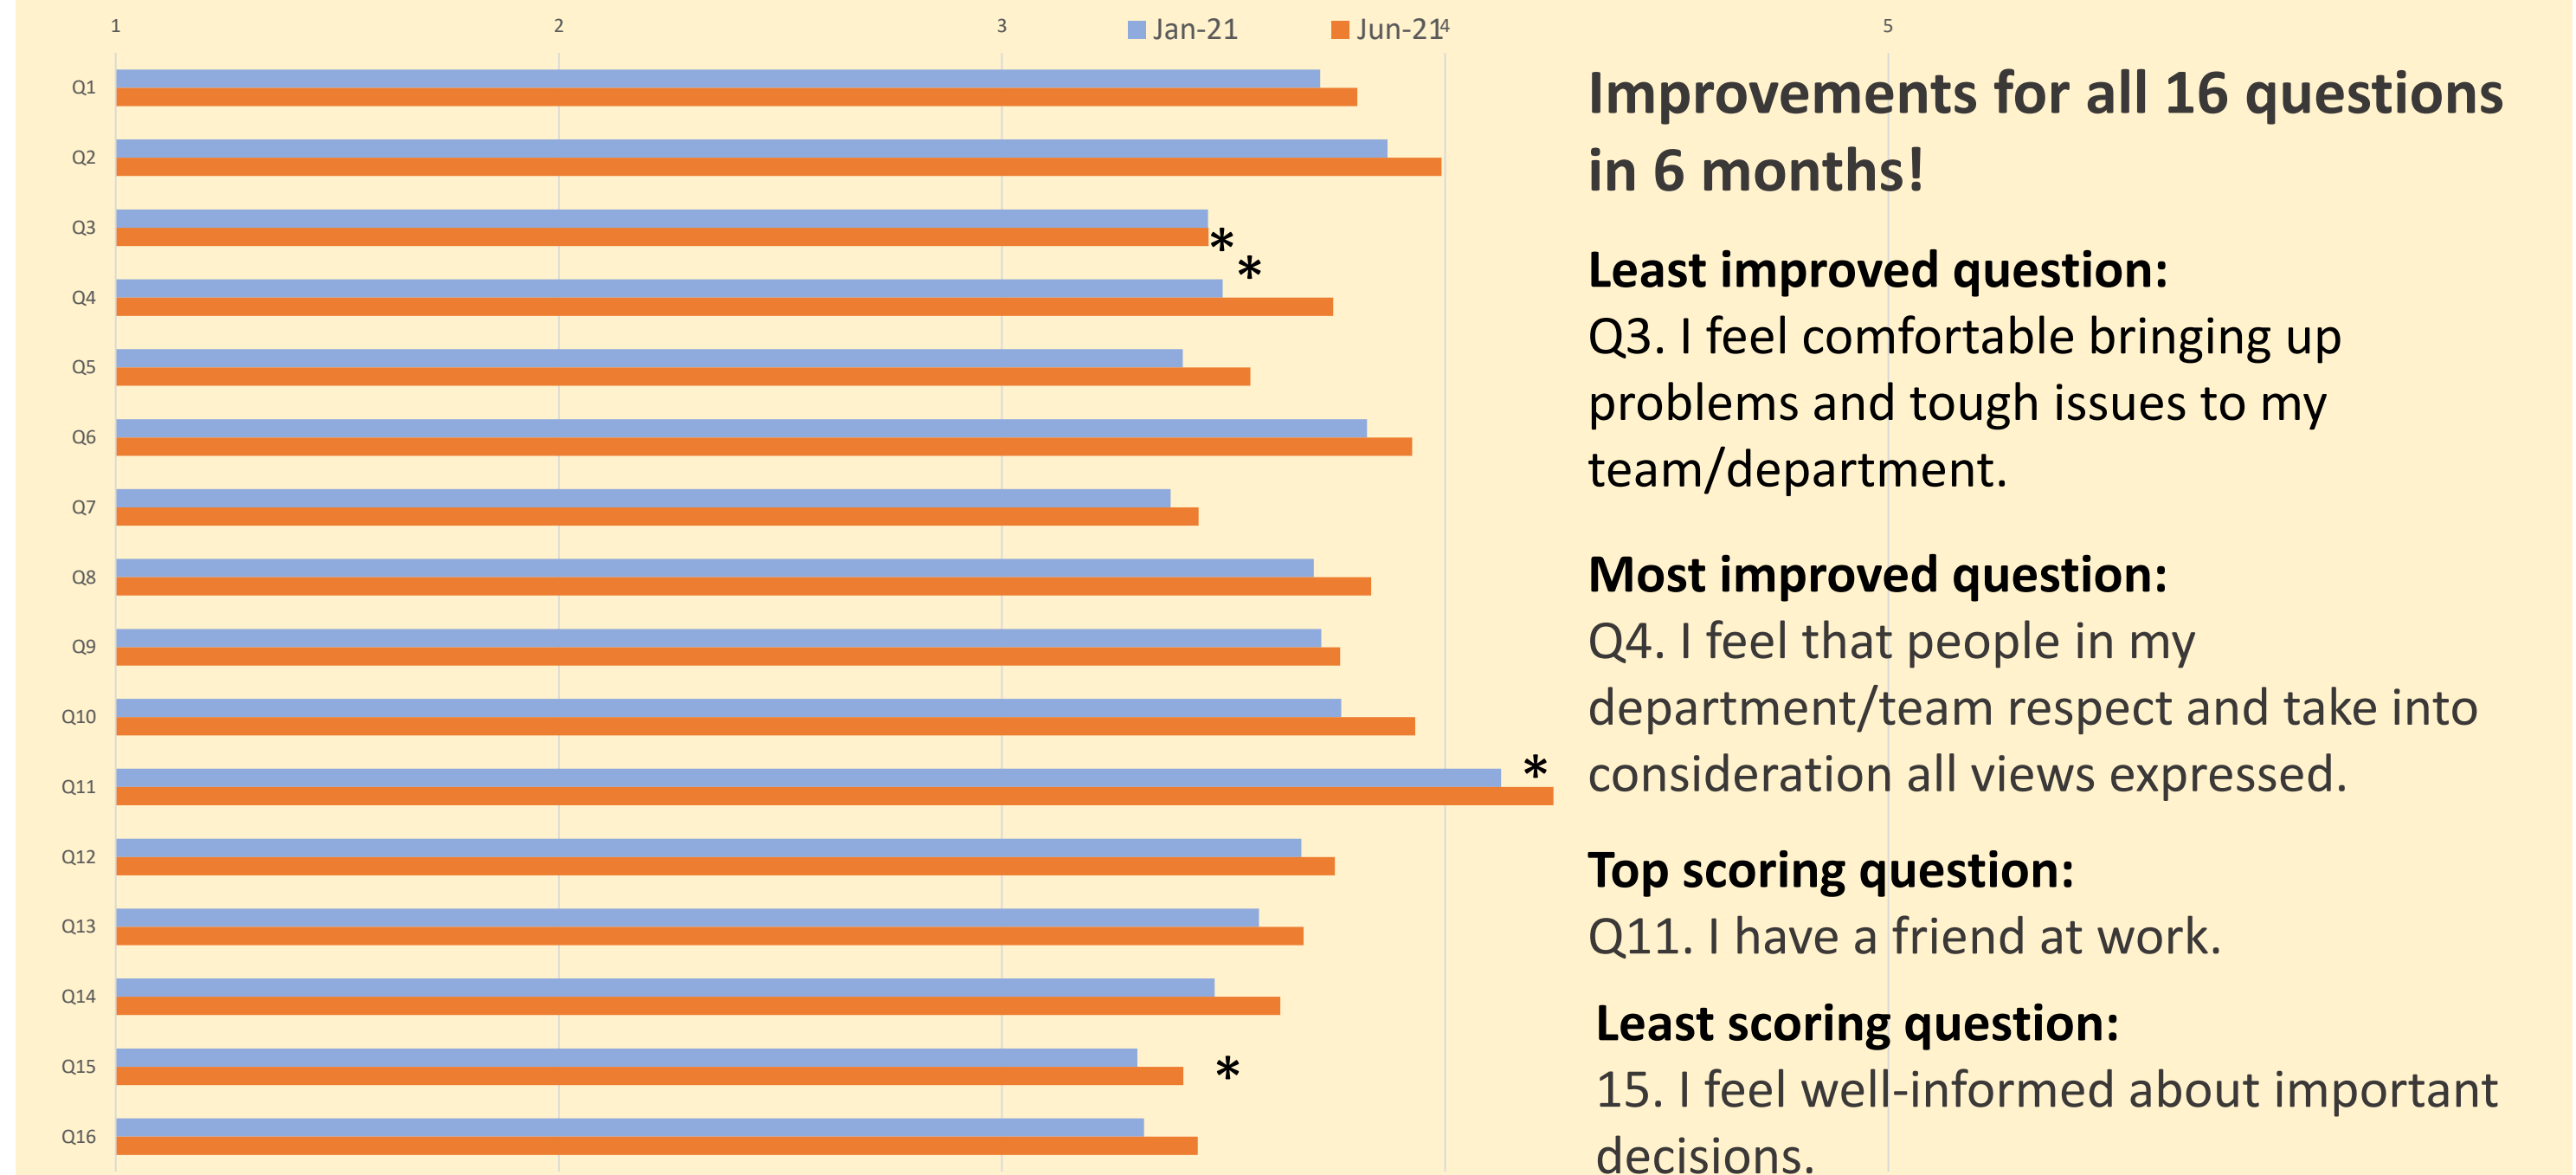 1 2 3 Jan-21 Jun-21 4 5
Improvements for all 16 questions
in 6 months!
Least improved question:
Q3. I feel comfortable bringing up
problems and tough issues to my
team/department.
Most improved question:
Q4. I feel that people in my
department/team respect and take into
consideration all views expressed.
Top scoring question:
Q11. I have a friend at work.
Least scoring question:
15. I feel well-informed about important
decisions.
Q1
Q2
Q3 *
*
Q4
Q5
Q6
Q7
Q8
Q9
Q10
Q11 *
Q12
Q13
Q14
Q15 *
Q16